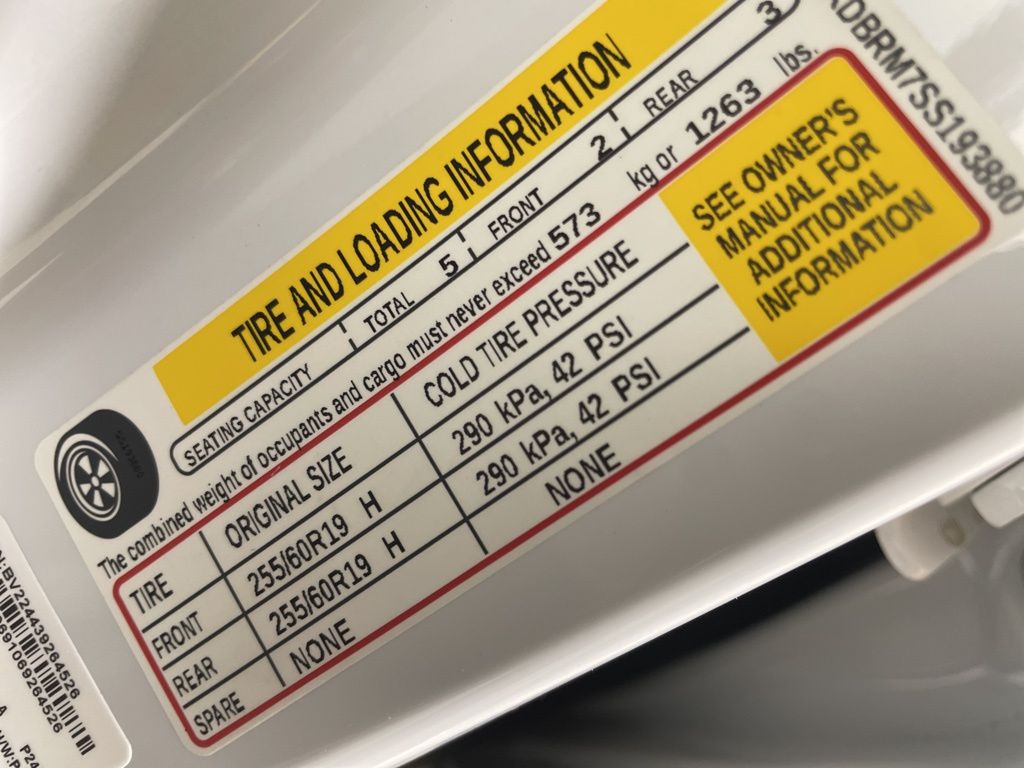 TIRE AND LOADING INFORMATION
SEATING CAPACITY TOTAL 5 FRONT 2 REAR 3
The combined weight of occupants and cargo must never exceed 573 kg or 1263 lbs.
TIRE ORIGINAL SIZE COLD TIRE PRESSURE
FRONT 255/60R19 H 290 kPa, 42 PSI
REAR 255/60R19 H 290 kPa, 42 PSI
SPARE NONE NONE
SEE OWNER'S
MANUAL FOR
ADDITIONAL
INFORMATION
DBRM7SS193880
N:BV2244392264526